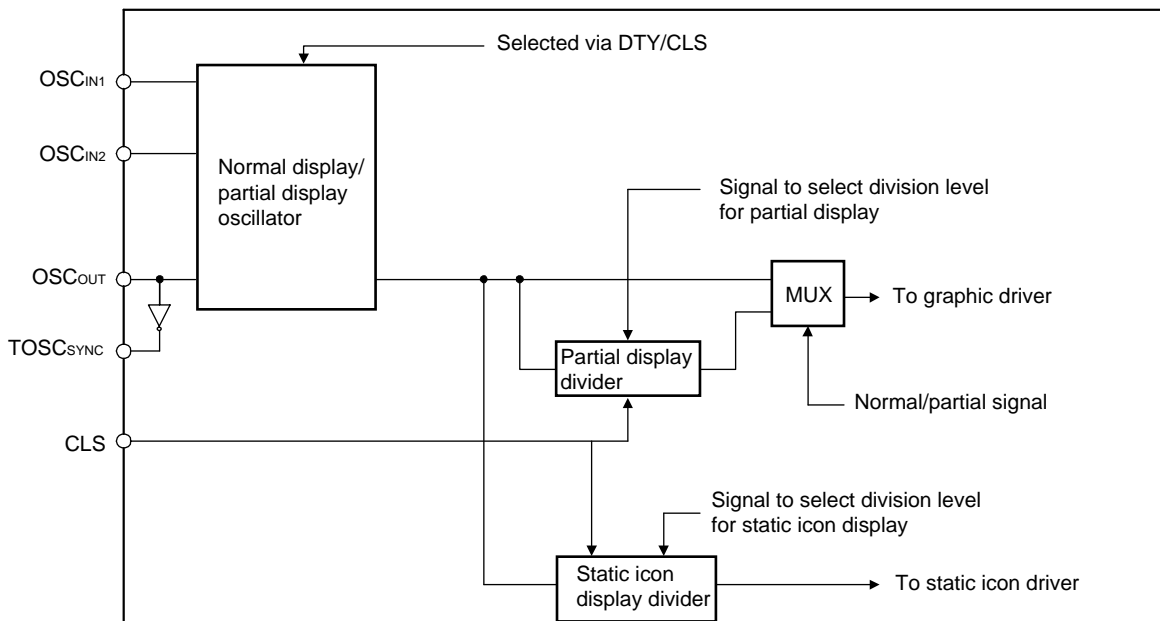 Selected via DTY/CLS
OSCIN1
OSCIN2
Normal display/
partial display
oscillator
Signal to select division level
for partial display
OSCOUT
MUX
To graphic driver
TOSCSYNC
Partial display
divider
Normal/partial signal
CLS
Signal to select division level
for static icon display
Static icon
display divider
To static icon driver